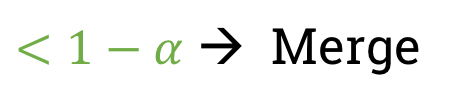 < 1 − α → Merge